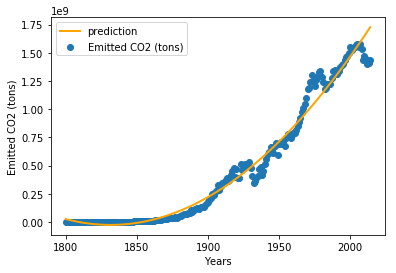 1e9
prediction
Emitted CO2 (tons)
1.75
1.50
1.25
1.00
0.75
0.50
0.25
0.00
Emitted CO2 (tons)
1800
1850
1900
1950
2000
Years